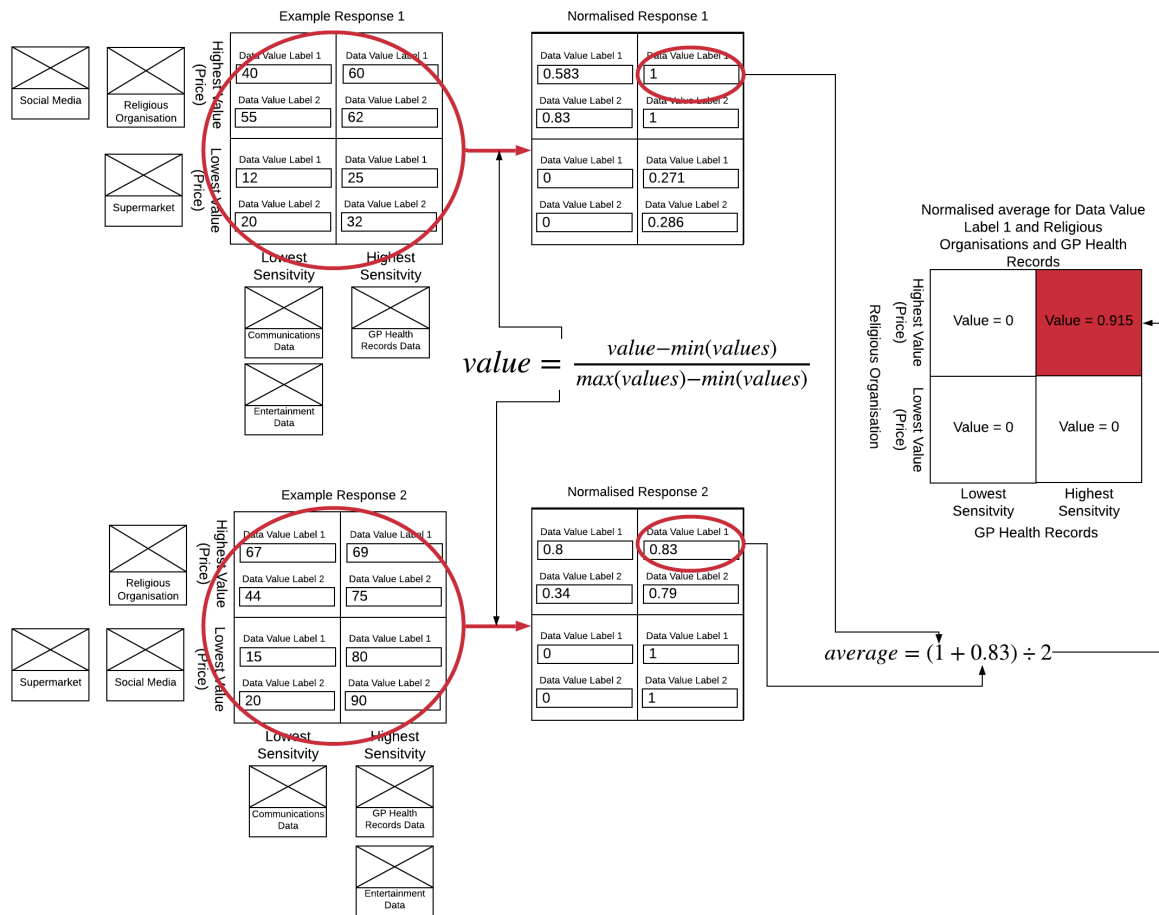 Example Response 1
Normalised Response 1
Social Media
Religious
Organisation
Supermarket
Highest Value
(Price)
Lowest Value
(Price)
Data Value Label 1
40
Data Value Label 1
60
Data Value Label 2
55
Data Value Label 2
62
Data Value Label 1
12
Data Value Label 1
25
Data Value Label 2
20
Data Value Label 2
32
Lowest
Sensitivity
Highest
Sensitivity
Communications
Data
GP Health
Records Data
Entertainment
Data
Data Value Label 1
0.583
Data Value Label 1
1
Data Value Label 2
0.83
Data Value Label 2
1
Data Value Label 1
0
Data Value Label 1
0.271
Data Value Label 2
0
Data Value Label 2
0.286
value = value−min(values)
max(values)−min(values)
Normalised average for Data Value
Label 1 and Religious
Organisations and GP Health
Records
Religious Organisation
Highest Value
(Price)
Lowest Value
(Price)
Value = 0
Value = 0.915
Value = 0
Value = 0
Lowest
Sensitivity
Highest
Sensitivity
GP Health Records
Example Response 2
Normalised Response 2
Religious
Organisation
Supermarket
Social Media
Highest Value
(Price)
Lowest Value
(Price)
Data Value Label 1
67
Data Value Label 1
69
Data Value Label 2
44
Data Value Label 2
75
Data Value Label 1
15
Data Value Label 1
80
Data Value Label 2
20
Data Value Label 2
90
Lowest
Sensitivity
Highest
Sensitivity
Communications
Data
GP Health
Records Data
Entertainment
Data
Data Value Label 1
0.8
Data Value Label 1
0.83
Data Value Label 2
0.34
Data Value Label 2
0.79
Data Value Label 1
0
Data Value Label 1
1
Data Value Label 2
0
Data Value Label 2
1
average = (1 + 0.83) ÷ 2